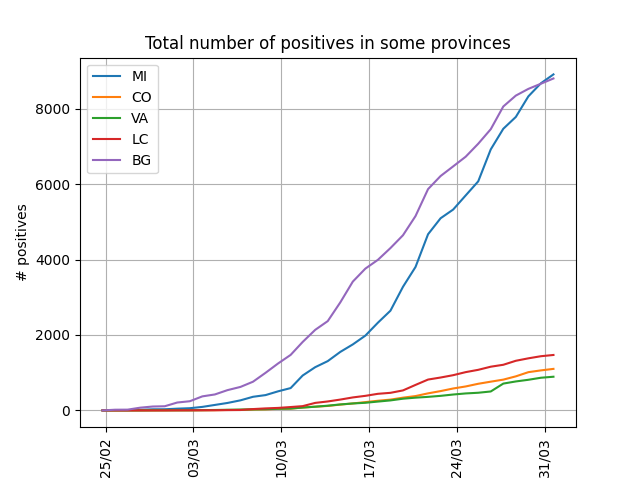 Total number of positives in some provinces
MI
CO
VA
LC
BG
# positives
8000
6000
4000
2000
0
25/02
03/03
10/03
17/03
24/03
31/03